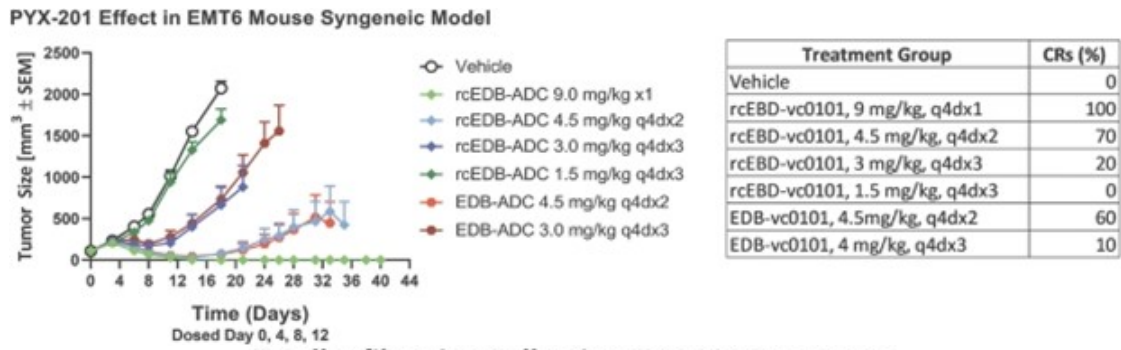 PYX-201 Effect in EMT6 Mouse Syngeneic Model
Tumor Size [mm³ ± SEM]
2500
2000
1500
1000
500
0
0 4 8 12 16 20 24 28 32 36 40 44
Time (Days)
Dosed Day 0, 4, 8, 12
Vehicle
rcEDB-ADC 9.0 mg/kg x1
rcEDB-ADC 4.5 mg/kg q4dx2
rcEDB-ADC 3.0 mg/kg q4dx3
rcEDB-ADC 1.5 mg/kg q4dx3
EDB-ADC 4.5 mg/kg q4dx2
EDB-ADC 3.0 mg/kg q4dx3
Treatment Group CRs (%)
Vehicle 0
rcEBD-vc0101, 9 mg/kg, q4dx1 100
rcEBD-vc0101, 4.5 mg/kg, q4dx2 70
rcEBD-vc0101, 3 mg/kg, q4dx3 20
rcEBD-vc0101, 1.5 mg/kg, q4dx3 0
EDB-vc0101, 4.5mg/kg, q4dx2 60
EDB-vc0101, 4 mg/kg, q4dx3 10